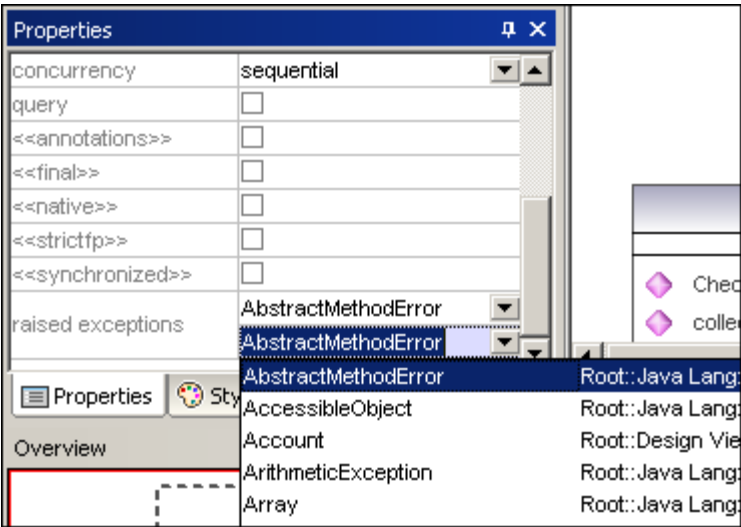 Properties
concurrency sequential
query
<<annotations>>
<<final>>
<<native>>
<<strictfp>>
<<synchronized>>
raised exceptions AbstractMethodError
AbstractMethodError
AbstractMethodError Root::Java Lang:
AccessibleObject Root::Java Lang:
Account Root::Design Vie
ArithmeticException Root::Java Lang:
Array Root::Java Lang:
Properties Sty
Overview
Chec
colle